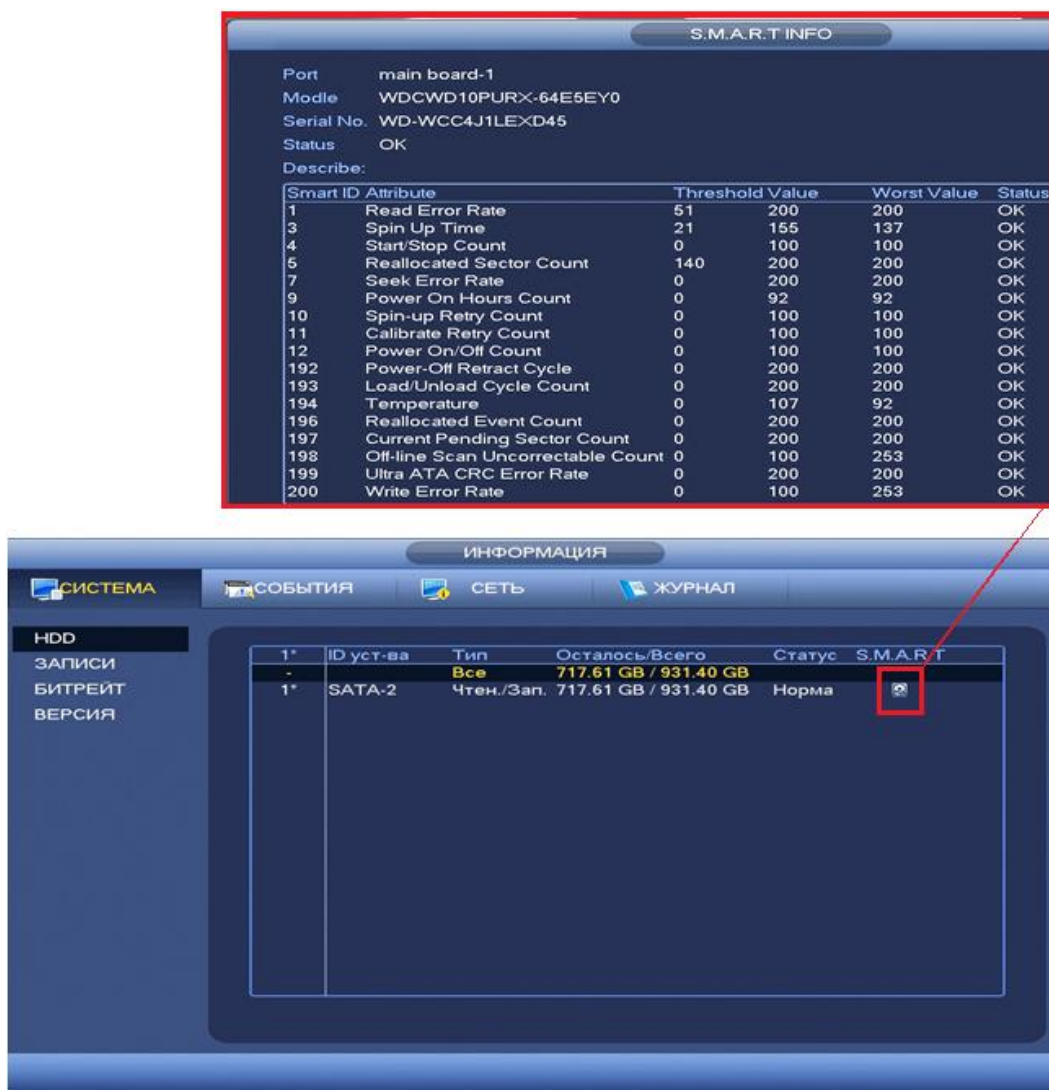 S.M.A.R.T INFO
Port main board-1
Modle WDCWD10PURX-64E5EY0
Serial No. WD-WCC4J1LEXD45
Status OK
Describe:
Smart ID Attribute Threshold Value Worst Value Status
1 Read Error Rate 51 200 200 OK
3 Spin Up Time 21 155 137 OK
4 Start/Stop Count 0 100 100 OK
5 Reallocated Sector Count 140 200 200 OK
7 Seek Error Rate 0 200 200 OK
9 Power On Hours Count 0 92 92 OK
10 Spin-up Retry Count 0 100 100 OK
11 Calibrate Retry Count 0 100 100 OK
12 Power On/Off Count 0 100 100 OK
192 Power-Off Retract Cycle 0 200 200 OK
193 Load/Unload Cycle Count 0 200 200 OK
194 Temperature 0 107 92 OK
196 Reallocated Event Count 0 200 200 OK
197 Current Pending Sector Count 0 200 200 OK
198 Off-line Scan Uncorrectable Count 0 100 253 OK
199 Ultra ATA CRC Error Rate 0 200 200 OK
200 Write Error Rate 0 100 253 OK
ИНФОРМАЦИЯ
СИСТЕМА СОБЫТИЯ СЕТЬ ЖУРНАЛ
HDD
ЗАПИСИ
БИТРЕЙТ
ВЕРСИЯ
1* ID уст-ва Тип Осталось/Всего Статус S.M.A.R.T
- Все 717.61 GB / 931.40 GB
1* SATA-2 Чтен./Зап. 717.61 GB / 931.40 GB Норма